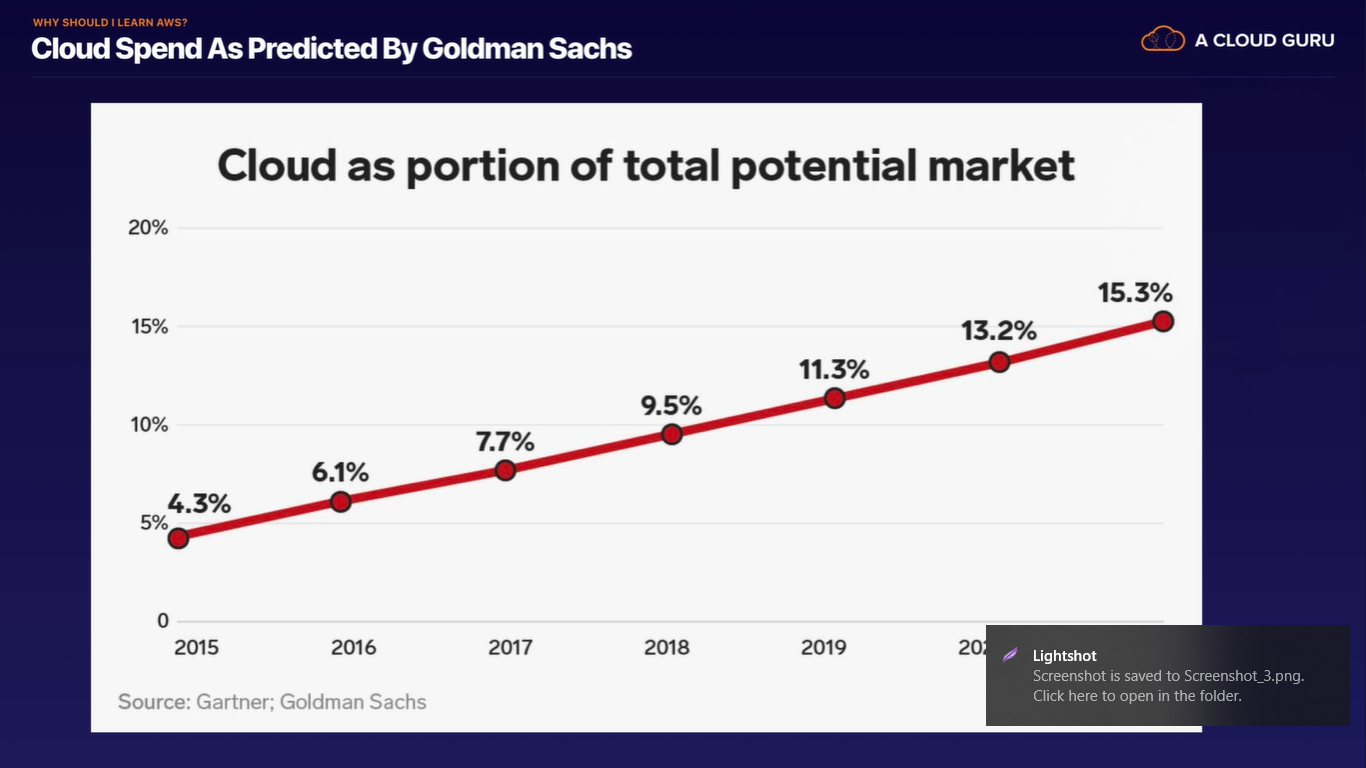 WHY SHOULD I LEARN AWS?
Cloud Spend As Predicted By Goldman Sachs
A CLOUD GURU
Cloud as portion of total potential market
20%
15.3%
15%
13.2%
11.3%
10%
9.5%
7.7%
6.1%
4.3%
5%
0
2015 2016 2017 2018 2019
Source: Gartner; Goldman Sachs
Lightshot
Screenshot is saved to Screenshot_3.png.
Click here to open in the folder.